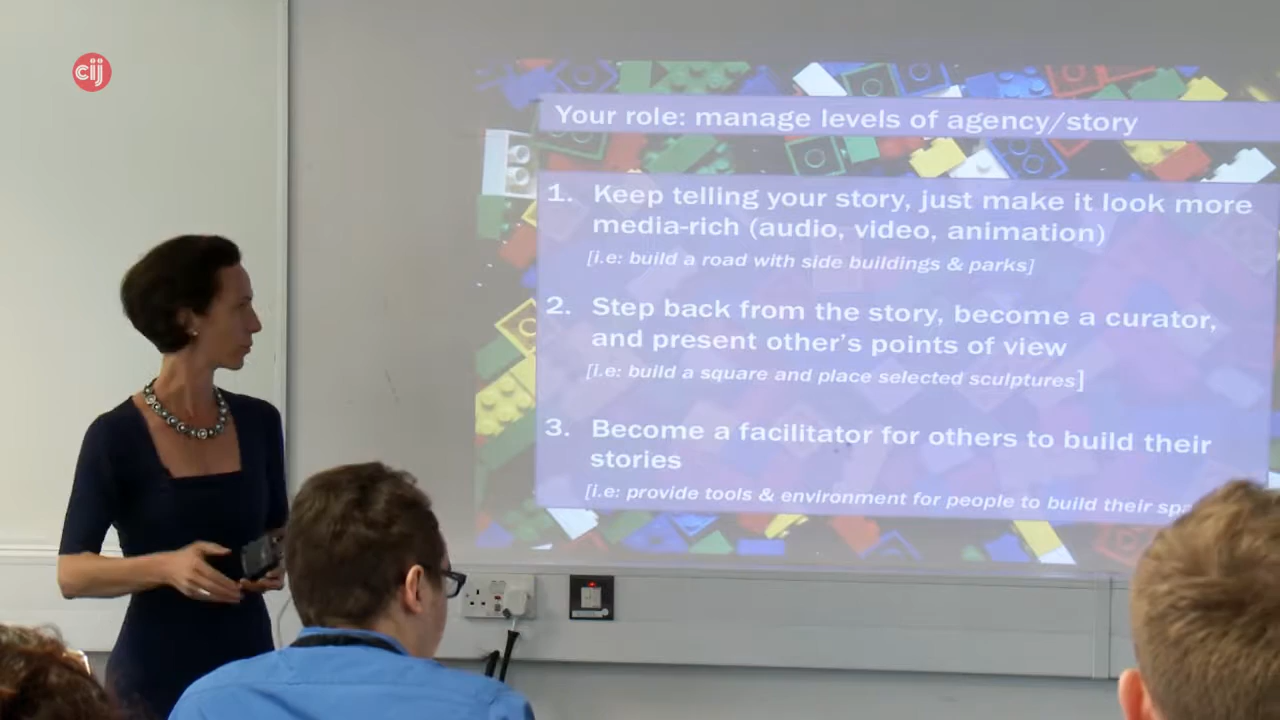 cij
Your role: manage levels of agency/story
1. Keep telling your story, just make it look more
media-rich (audio, video, animation)
[i.e: build a road with side buildings & parks]
2. Step back from the story, become a curator,
and present other's points of view
[i.e: build a square and place selected sculptures]
3. Become a facilitator for others to build their
stories
[i.e: provide tools & environment for people to build their